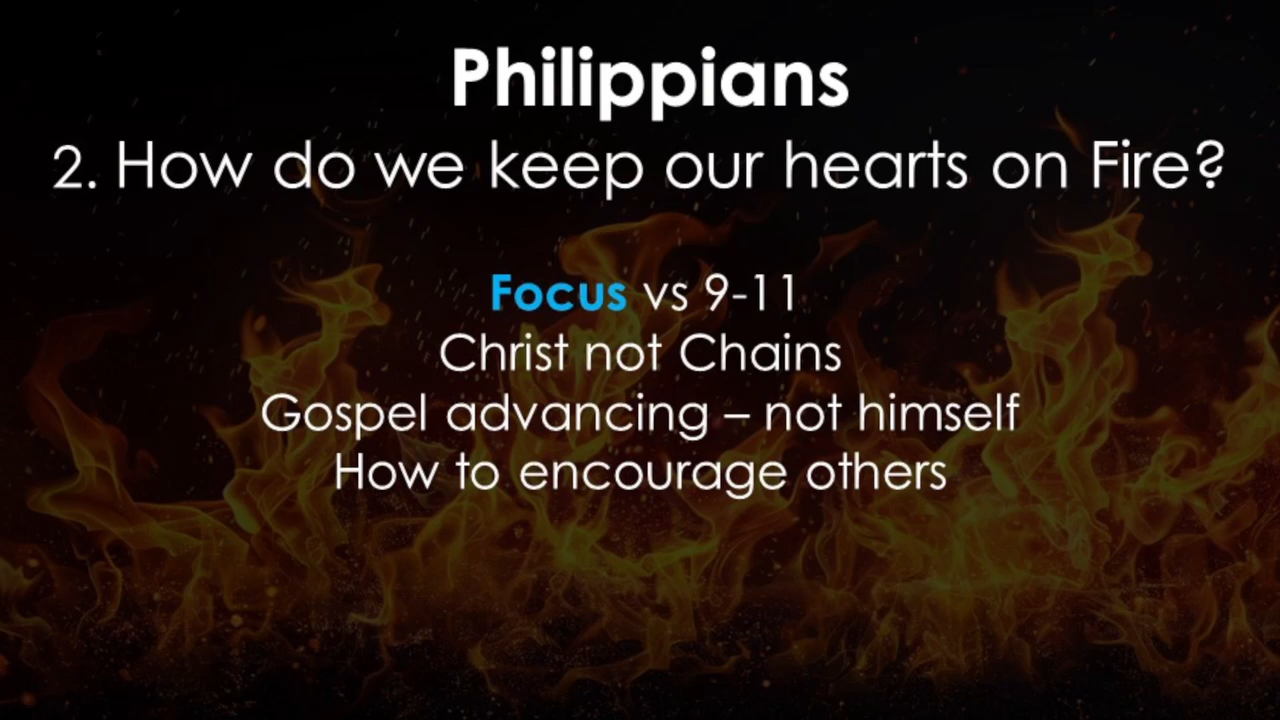 Philippians
2. How do we keep our hearts on Fire?
Focus vs 9-11
Christ not Chains
Gospel advancing – not himself
How to encourage others